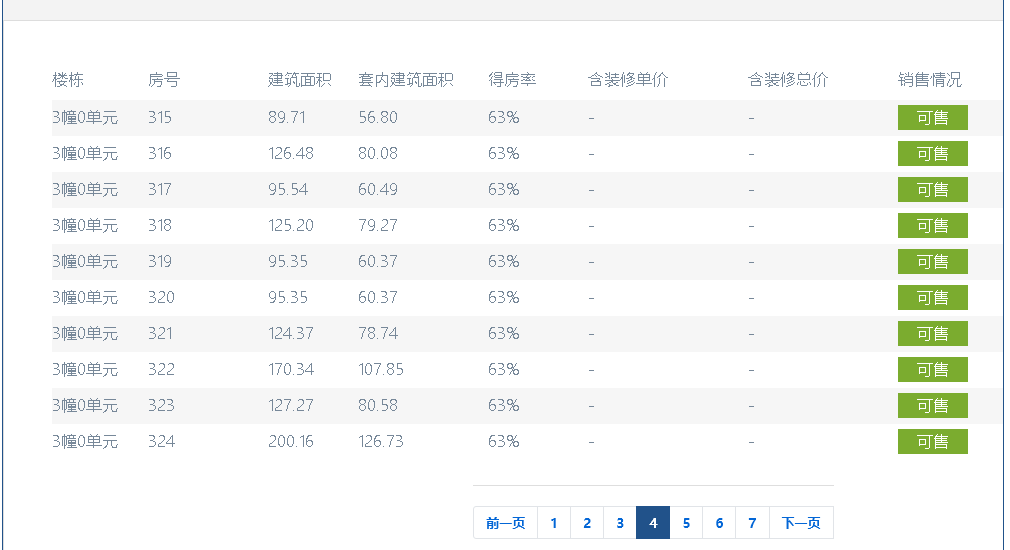 楼栋 房号 建筑面积 套内建筑面积 得房率 含装修单价 含装修总价 销售情况
3幢0单元 315 89.71 56.80 63% - - 可售
3幢0单元 316 126.48 80.08 63% - - 可售
3幢0单元 317 95.54 60.49 63% - - 可售
3幢0单元 318 125.20 79.27 63% - - 可售
3幢0单元 319 95.35 60.37 63% - - 可售
3幢0单元 320 95.35 60.37 63% - - 可售
3幢0单元 321 124.37 78.74 63% - - 可售
3幢0单元 322 170.34 107.85 63% - - 可售
3幢0单元 323 127.27 80.58 63% - - 可售
3幢0单元 324 200.16 126.73 63% - - 可售
前一页 1 2 3 4 5 6 7 下一页